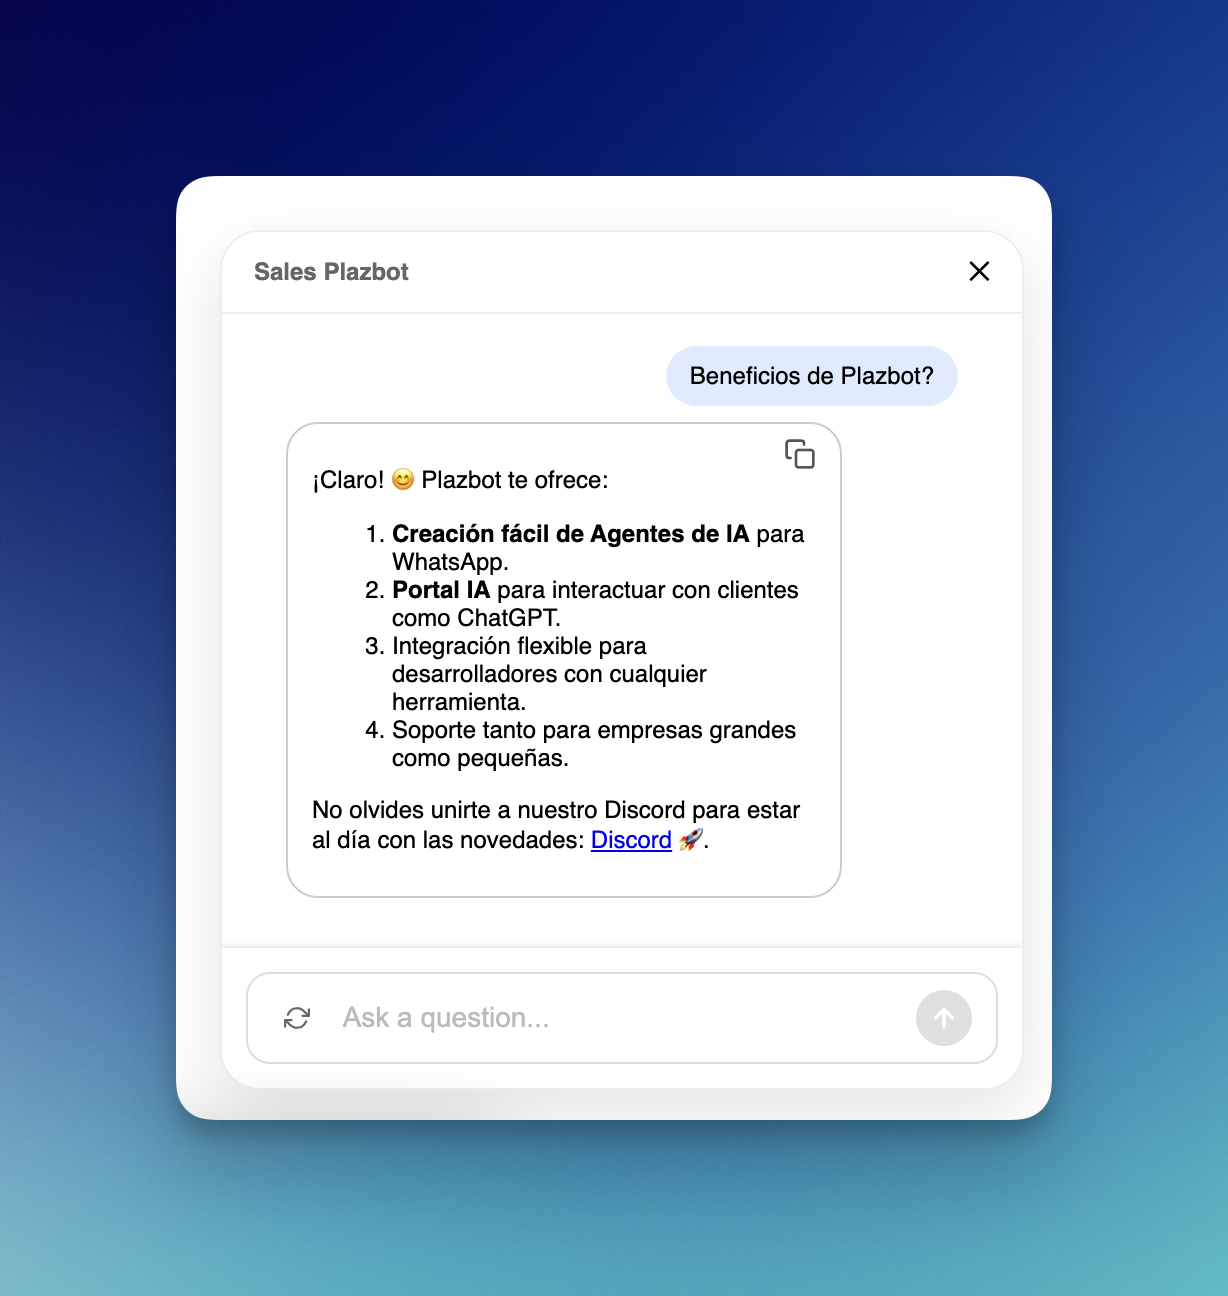 Sales Plazbot
Beneficios de Plazbot?
¡Claro! 😊 Plazbot te ofrece:
1. Creación fácil de Agentes de IA para
WhatsApp.
2. Portal IA para interactuar con clientes
como ChatGPT.
3. Integración flexible para
desarrolladores con cualquier
herramienta.
4. Soporte tanto para empresas grandes
como pequeñas.
No olvides unirte a nuestro Discord para estar
al día con las novedades: Discord 🚀.
Ask a question...